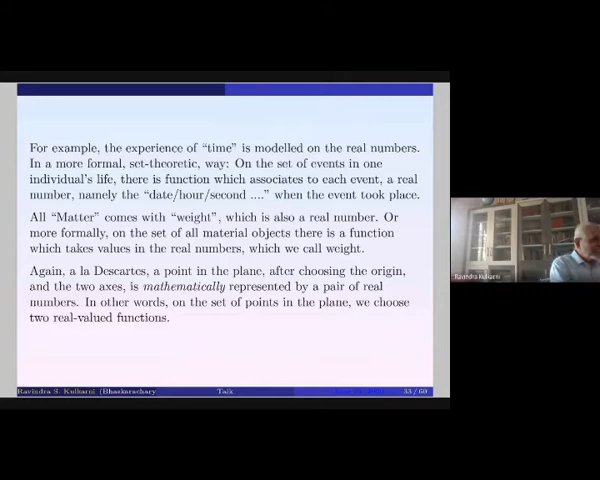 For example, the experience of "time" is modelled on the real numbers.
In a more formal, set-theoretic, way: On the set of events in one
individual's life, there is function which associates to each event, a real
number, namely the "date/hour/second ...." when the event took place.
All "Matter" comes with "weight", which is also a real number. Or
more formally, on the set of all material objects there is a function
which takes values in the real numbers, which we call weight.
Again, a la Descartes, a point in the plane, after choosing the origin,
and the two axes, is mathematically represented by a pair of real
numbers. In other words, on the set of points in the plane, we choose
two real-valued functions.
Ravindra S. Kulkarni (Bhaskaracharya
Talk
33 / 60
Ravindra Kulkarni